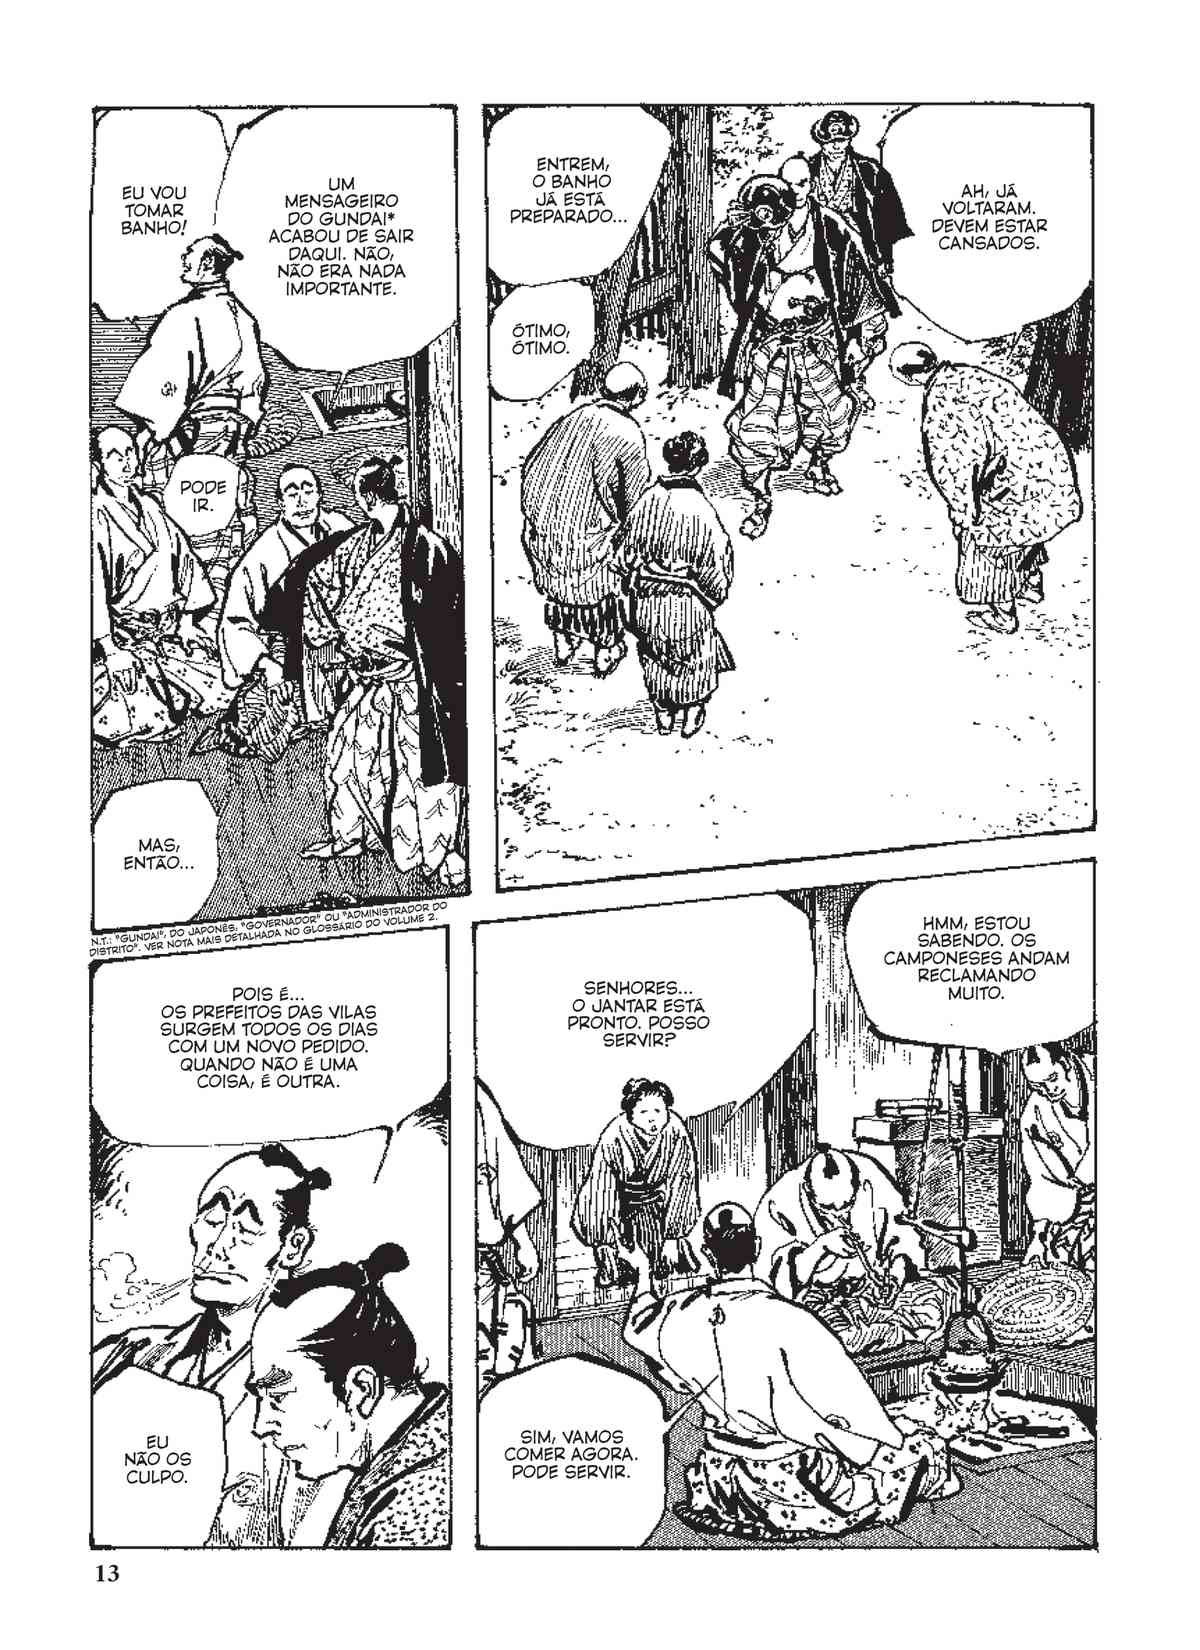 AH, JÁ
VOLTARAM.
DEVEM ESTAR
CANSADOS.
ENTREM,
O BANHO
JÁ ESTÁ
PREPARADO...
ÓTIMO,
ÓTIMO.
UM
MENSAGEIRO
DO GUNDAI*
ACABOU DE SAIR
DAQUI. NÃO,
NÃO ERA NADA
IMPORTANTE.
EU VOU
TOMAR
BANHO!
PODE
IR.
MAS,
ENTÃO...
N.T.: "GUNDAI", DO JAPONÊS: "GOVERNADOR" OU "ADMINISTRADOR DO
DISTRITO". VER NOTA MAIS DETALHADA NO GLOSSÁRIO DO VOLUME 2.
HMM, ESTOU
SABENDO. OS
CAMPONESES ANDAM
RECLAMANDO
MUITO.
SENHORES...
O JANTAR ESTÁ
PRONTO. POSSO
SERVIR?
SIM, VAMOS
COMER AGORA.
PODE SERVIR.
POIS É...
OS PREFEITOS DAS VILAS
SURGEM TODOS OS DIAS
COM UM NOVO PEDIDO.
QUANDO NÃO É UMA
COISA, É OUTRA.
EU
NÃO OS
CULPO.
13